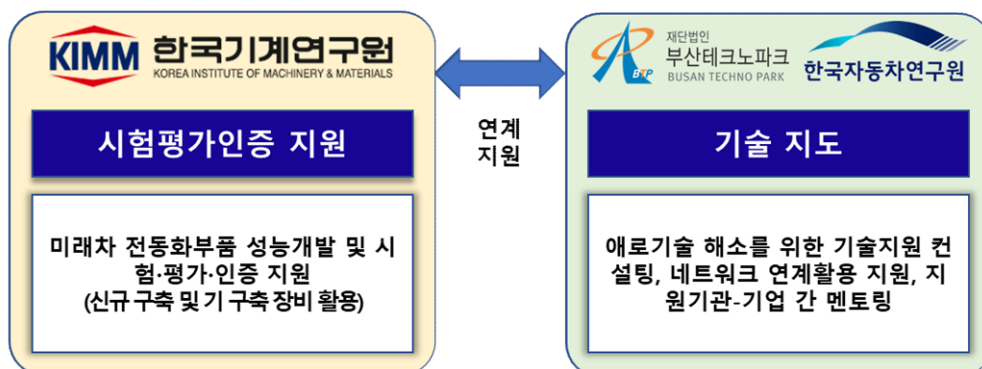 KIMM 한국기계연구원
KOREA INSTITUTE OF MACHINERY & MATERIALS
시험평가인증 지원
미래차 전동화부품 성능개발 및 시
험·평가·인증 지원
(신규 구축 및 기 구축 장비 활용)
연계
지원
재단법인
부산테크노파크
BUSAN TECHNO PARK
BTP
한국자동차연구원
기술 지도
애로기술 해소를 위한 기술지원 컨
설팅, 네트워크 연계활용 지원, 지
원기관-기업 간 멘토링